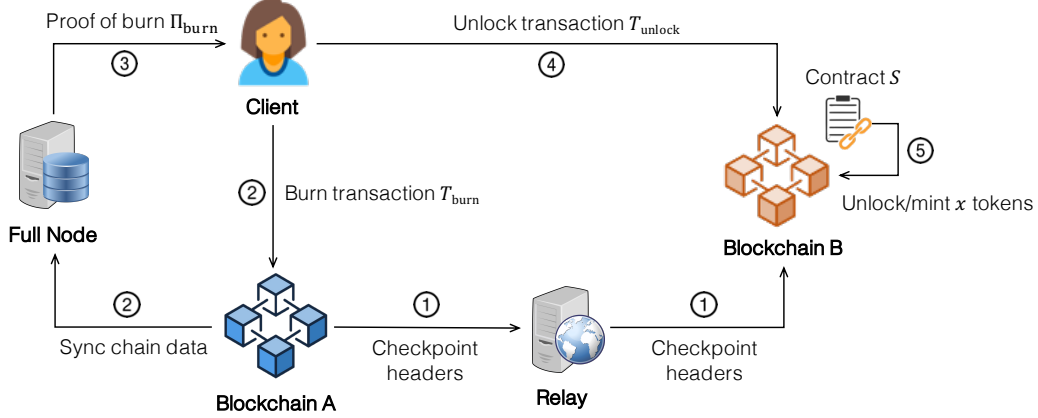 Proof of burn Π_burn
Unlock transaction T_unlock
3
4
Contract S
Client
5
2
Burn transaction T_burn
Unlock/mint x tokens
Full Node
Blockchain B
2
1
1
Sync chain data
Checkpoint
headers
Checkpoint
headers
Blockchain A
Relay